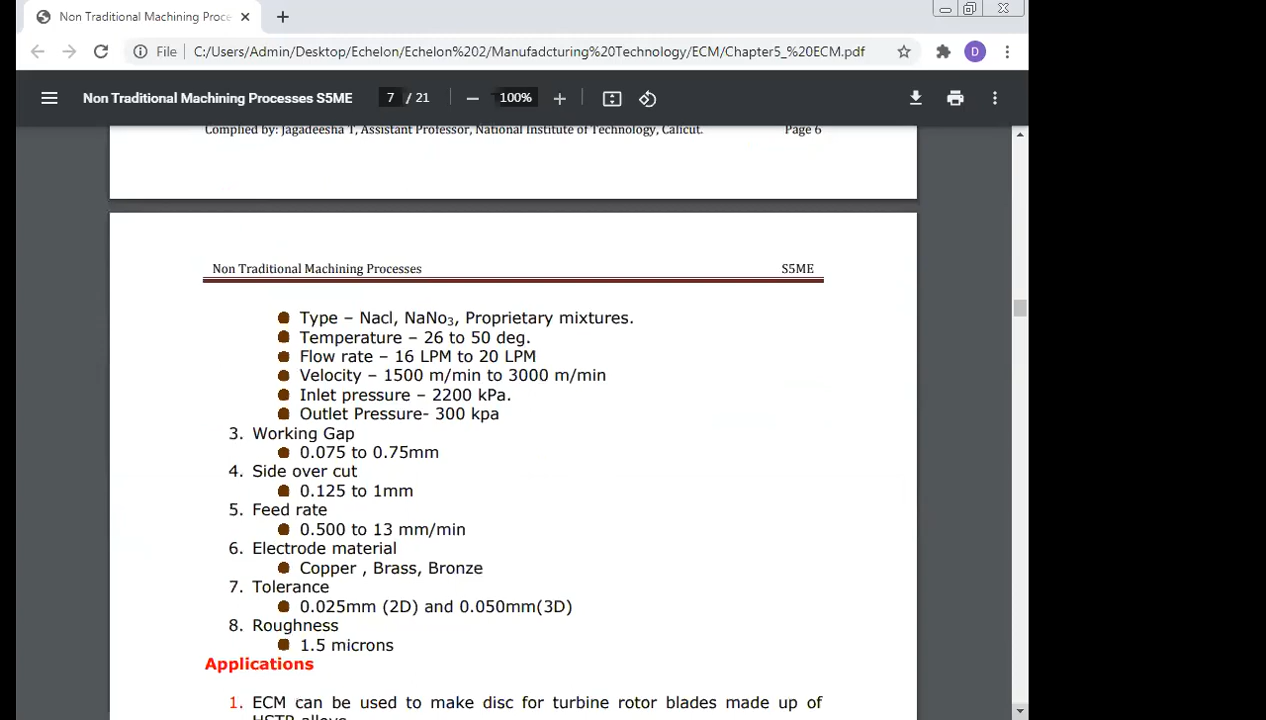 Non Traditional Machining Proce
File
C:/Users/Admin/Desktop/Echelon/Echelon%202/Manufadcturing%20Technology/ECM/Chapter5_%20ECM.pdf
D
Non Traditional Machining Processes S5ME
7 / 21
100%
Complied by: Jagadeesha T, Assistant Professor, National Institute of Technology, Calicut. Page 6
Non Traditional Machining Processes S5ME
Type – Nacl, NaNo₃, Proprietary mixtures.
Temperature – 26 to 50 deg.
Flow rate – 16 LPM to 20 LPM
Velocity – 1500 m/min to 3000 m/min
Inlet pressure – 2200 kPa.
Outlet Pressure- 300 kpa
3. Working Gap
0.075 to 0.75mm
4. Side over cut
0.125 to 1mm
5. Feed rate
0.500 to 13 mm/min
6. Electrode material
Copper , Brass, Bronze
7. Tolerance
0.025mm (2D) and 0.050mm(3D)
8. Roughness
1.5 microns
Applications
1. ECM can be used to make disc for turbine rotor blades made up of
HSTR alloys